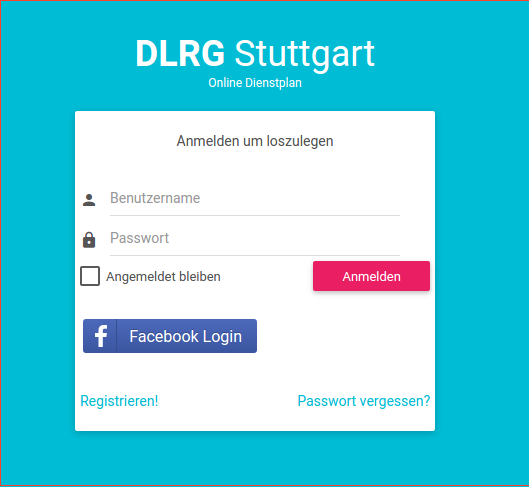 DLRG Stuttgart
Online Dienstplan
Anmelden um loszulegen
Benutzername
Passwort
Angemeldet bleiben Anmelden
f Facebook Login
Registrieren! Passwort vergessen?